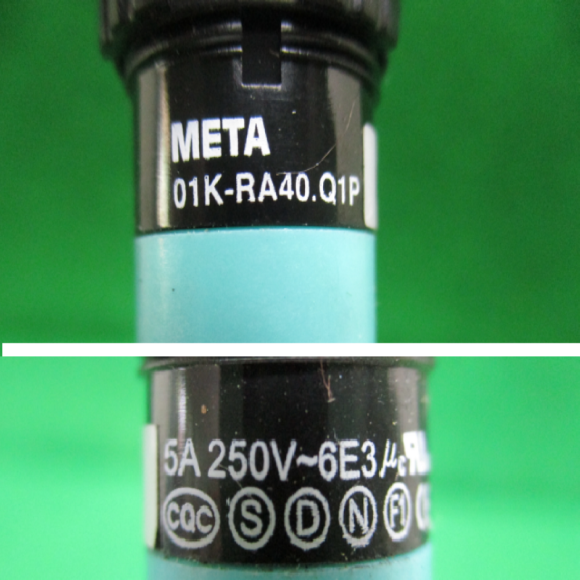 META
01K-RA40.Q1P
5A 250V~6E3 µ c
CQC S D N FI